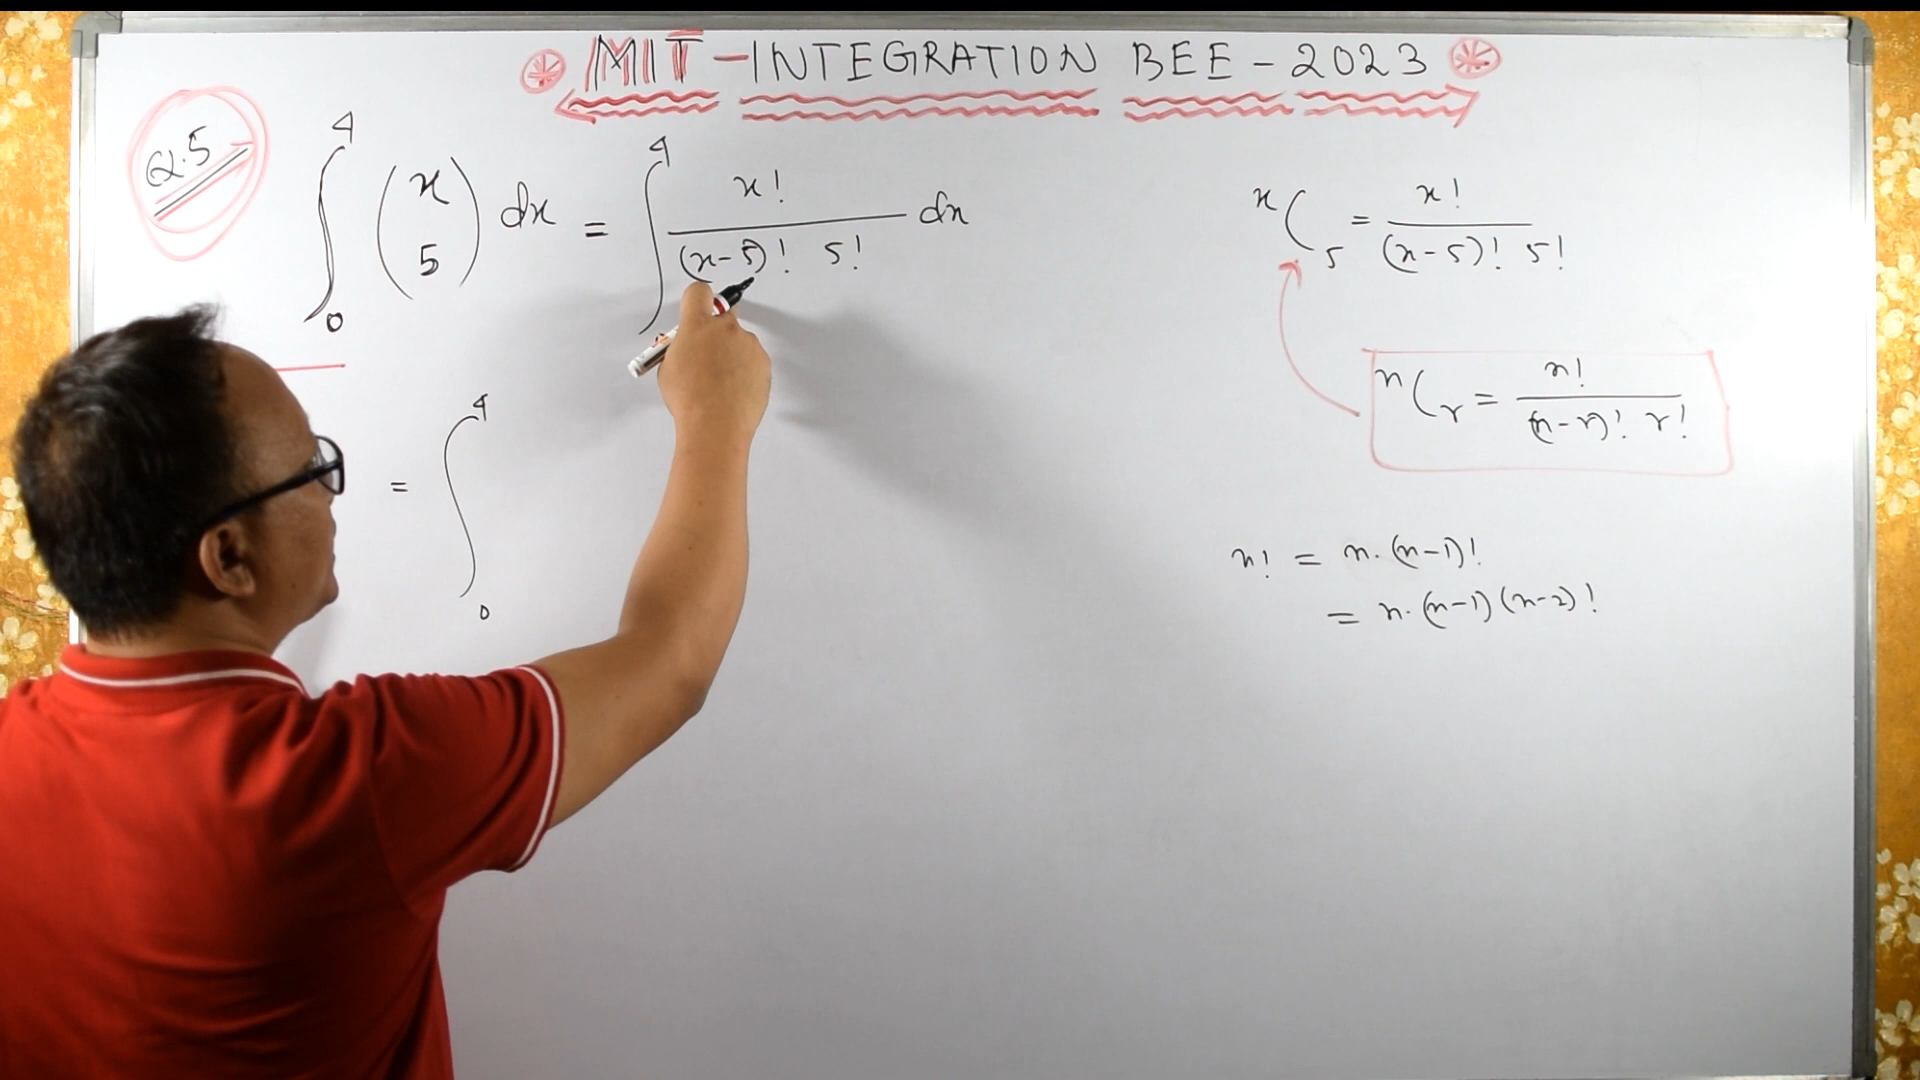 MIT - INTEGRATION BEE - 2023
Q.5
∫₀⁴ (x 5) dx = ∫⁴ x! / (x-5)! 5! dx
ˣC₅ = x! / (x-5)! 5!
ⁿCᵣ = n! / (n-r)! r!
= ∫₀⁴
n! = n.(n-1)!
= n.(n-1)(n-2)!